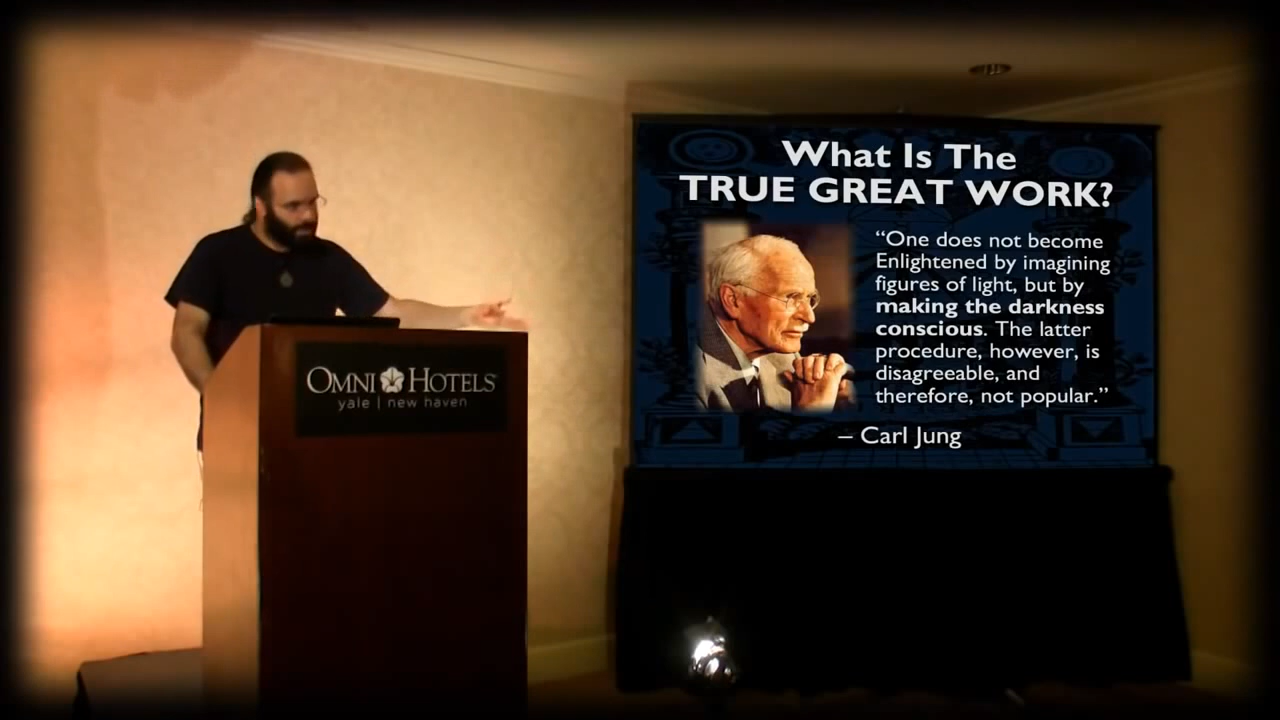 OMNI HOTELS
yale | new haven
What Is The
TRUE GREAT WORK?
“One does not become
Enlightened by imagining
figures of light, but by
making the darkness
conscious. The latter
procedure, however, is
disagreeable, and
therefore, not popular.”
– Carl Jung